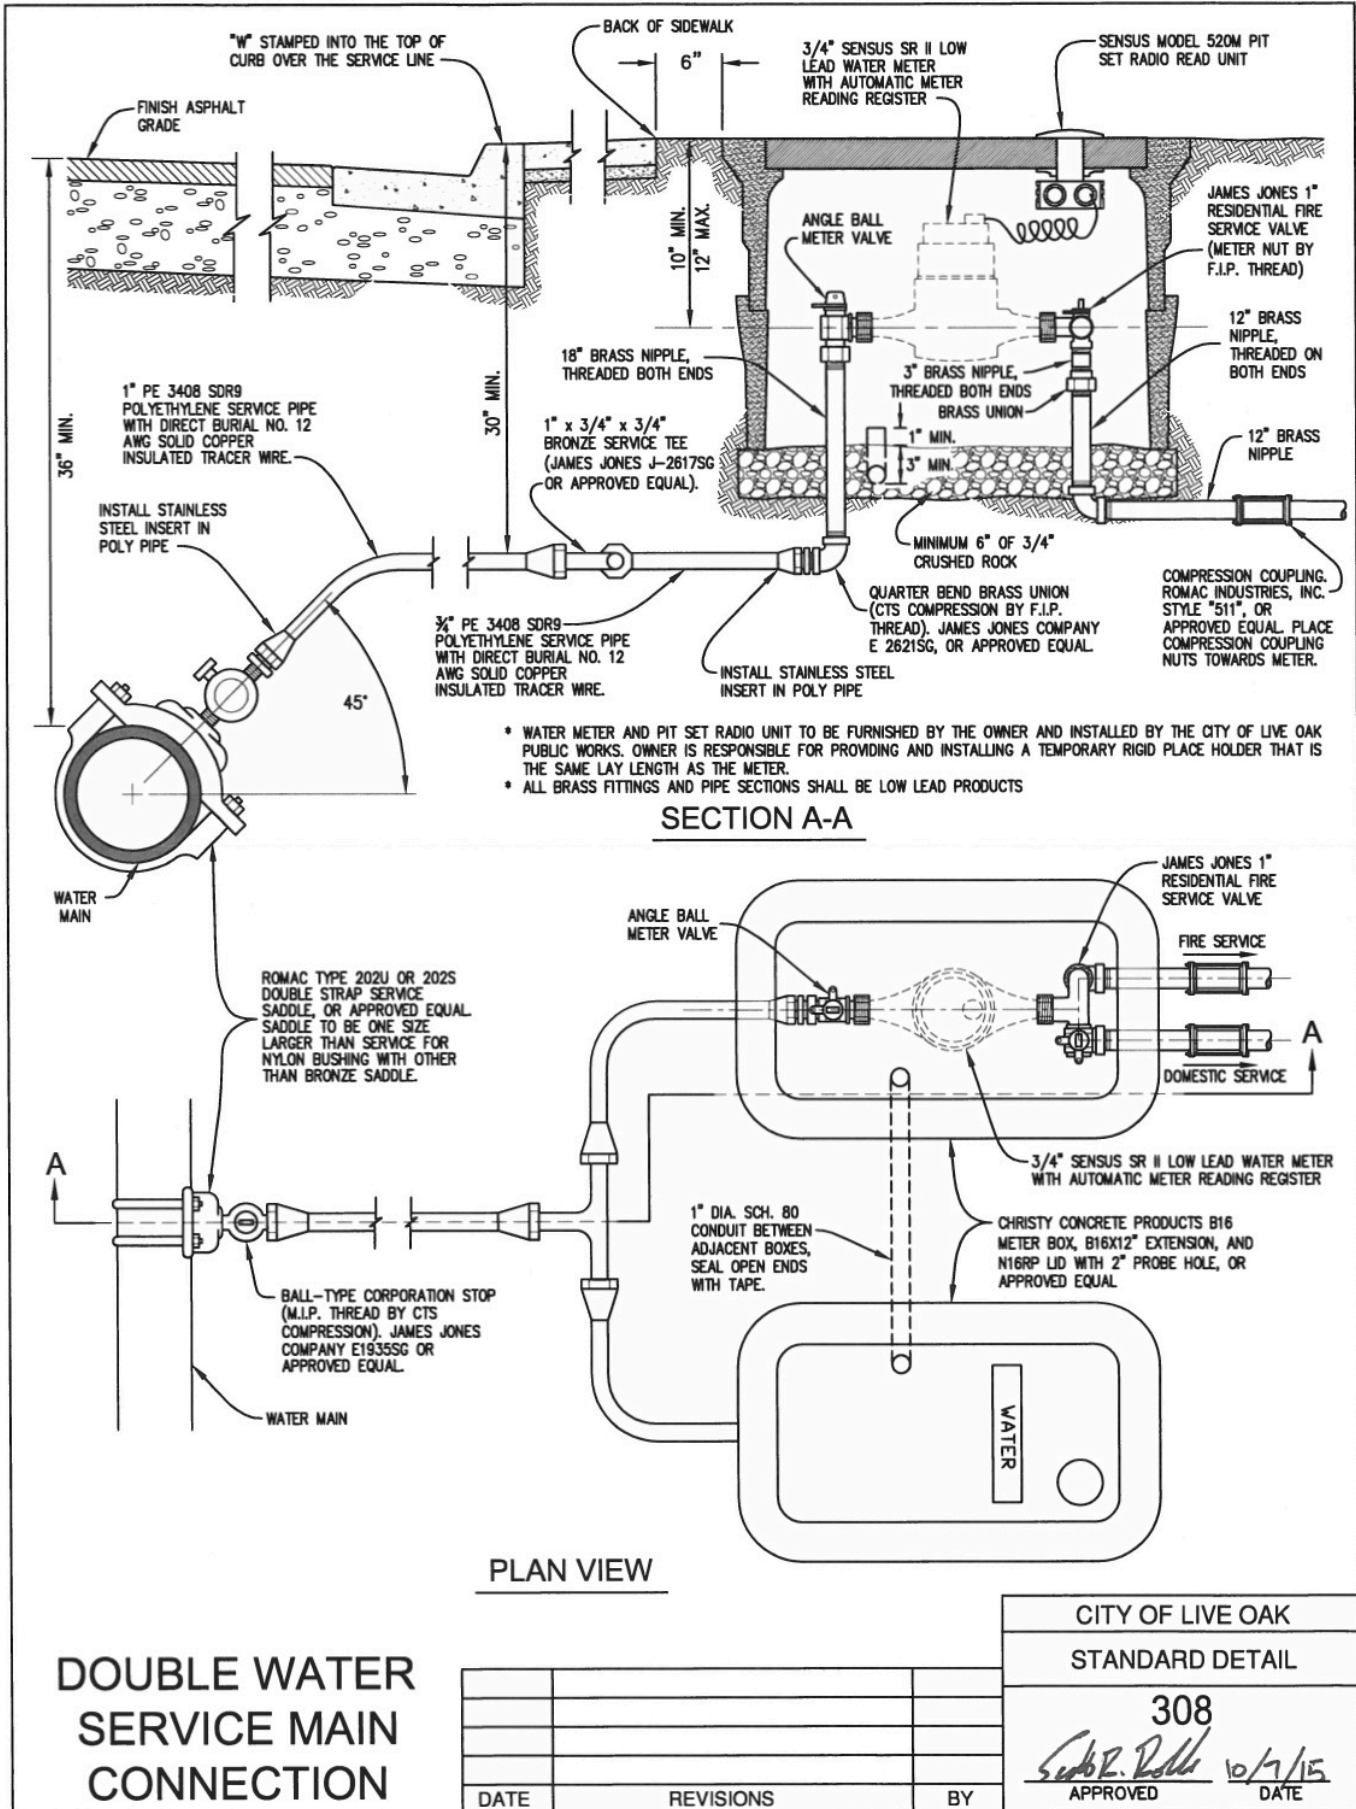 "W" STAMPED INTO THE TOP OF
CURB OVER THE SERVICE LINE
BACK OF SIDEWALK
6"
3/4" SENSUS SR II LOW
LEAD WATER METER
WITH AUTOMATIC METER
READING REGISTER
SENSUS MODEL 520M PIT
SET RADIO READ UNIT
FINISH ASPHALT
GRADE
JAMES JONES 1"
RESIDENTIAL FIRE
SERVICE VALVE
(METER NUT BY
F.I.P. THREAD)
ANGLE BALL
METER VALVE
10" MIN.
12" MAX.
12" BRASS
NIPPLE,
THREADED ON
BOTH ENDS
18" BRASS NIPPLE,
THREADED BOTH ENDS
3" BRASS NIPPLE,
THREADED BOTH ENDS
BRASS UNION
36" MIN.
30" MIN.
1" PE 3408 SDR9
POLYETHYLENE SERVICE PIPE
WITH DIRECT BURIAL NO. 12
AWG SOLID COPPER
INSULATED TRACER WIRE.
1" x 3/4" x 3/4"
BRONZE SERVICE TEE
(JAMES JONES J-2617SG
OR APPROVED EQUAL).
1" MIN.
3" MIN.
12" BRASS
NIPPLE
INSTALL STAINLESS
STEEL INSERT IN
POLY PIPE
MINIMUM 6" OF 3/4"
CRUSHED ROCK
QUARTER BEND BRASS UNION
(CTS COMPRESSION BY F.I.P.
THREAD). JAMES JONES COMPANY
E 2621SG, OR APPROVED EQUAL.
COMPRESSION COUPLING.
ROMAC INDUSTRIES, INC.
STYLE "511", OR
APPROVED EQUAL. PLACE
COMPRESSION COUPLING
NUTS TOWARDS METER.
¾" PE 3408 SDR9
POLYETHYLENE SERVICE PIPE
WITH DIRECT BURIAL NO. 12
AWG SOLID COPPER
INSULATED TRACER WIRE.
INSTALL STAINLESS STEEL
INSERT IN POLY PIPE
45°
* WATER METER AND PIT SET RADIO UNIT TO BE FURNISHED BY THE OWNER AND INSTALLED BY THE CITY OF LIVE OAK
PUBLIC WORKS. OWNER IS RESPONSIBLE FOR PROVIDING AND INSTALLING A TEMPORARY RIGID PLACE HOLDER THAT IS
THE SAME LAY LENGTH AS THE METER.
* ALL BRASS FITTINGS AND PIPE SECTIONS SHALL BE LOW LEAD PRODUCTS
SECTION A-A
WATER
MAIN
JAMES JONES 1"
RESIDENTIAL FIRE
SERVICE VALVE
ANGLE BALL
METER VALVE
FIRE SERVICE
ROMAC TYPE 202U OR 202S
DOUBLE STRAP SERVICE
SADDLE, OR APPROVED EQUAL.
SADDLE TO BE ONE SIZE
LARGER THAN SERVICE FOR
NYLON BUSHING WITH OTHER
THAN BRONZE SADDLE.
A
DOMESTIC SERVICE
A
3/4" SENSUS SR II LOW LEAD WATER METER
WITH AUTOMATIC METER READING REGISTER
1" DIA. SCH. 80
CONDUIT BETWEEN
ADJACENT BOXES,
SEAL OPEN ENDS
WITH TAPE.
CHRISTY CONCRETE PRODUCTS B16
METER BOX, B16X12" EXTENSION, AND
N16RP LID WITH 2" PROBE HOLE, OR
APPROVED EQUAL
BALL-TYPE CORPORATION STOP
(M.I.P. THREAD BY CTS
COMPRESSION). JAMES JONES
COMPANY E1935SG OR
APPROVED EQUAL.
WATER MAIN
WATER
PLAN VIEW
DOUBLE WATER
SERVICE MAIN
CONNECTION
CITY OF LIVE OAK
STANDARD DETAIL
308
10/7/15
APPROVED DATE
DATE REVISIONS BY